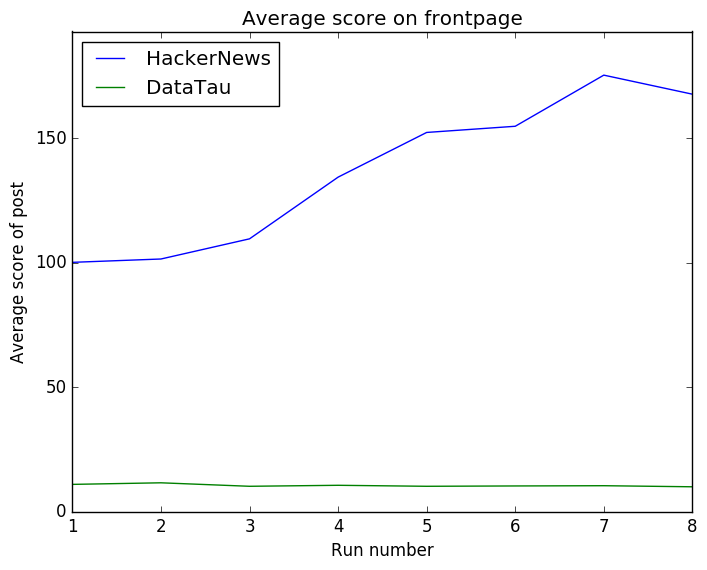 Average score on frontpage
HackerNews
DataTau
Average score of post
150
100
50
0
1 2 3 4 5 6 7 8
Run number